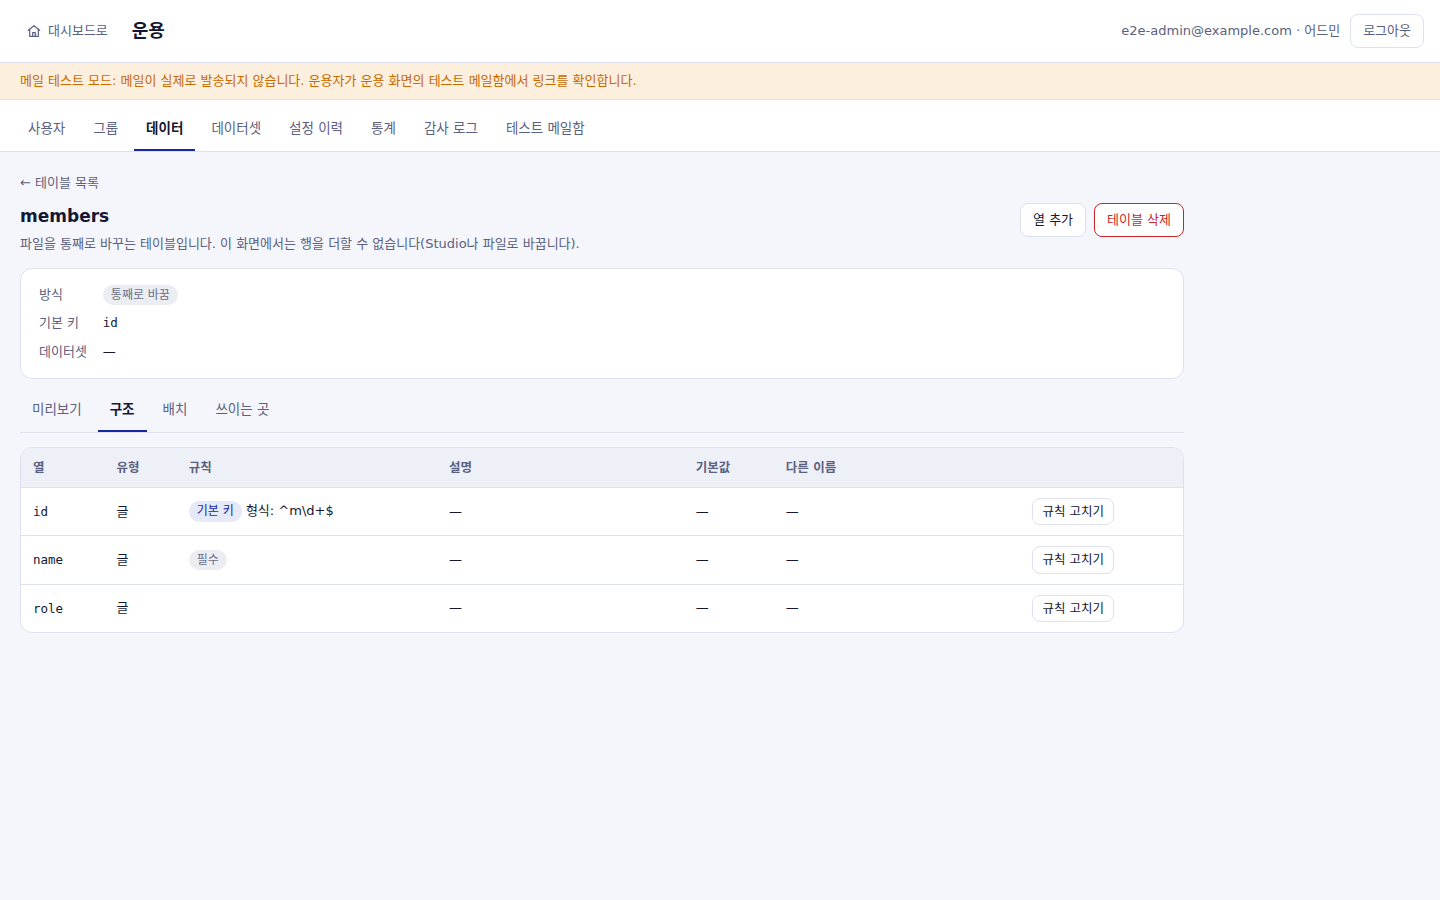 대시보드로
운용
e2e-admin@example.com · 어드민
로그아웃
메일 테스트 모드: 메일이 실제로 발송되지 않습니다. 운용자가 운용 화면의 테스트 메일함에서 링크를 확인합니다.
사용자 그룹 데이터 데이터셋 설정 이력 통계 감사 로그 테스트 메일함
← 테이블 목록
members
열 추가 테이블 삭제
파일을 통째로 바꾸는 테이블입니다. 이 화면에서는 행을 더할 수 없습니다(Studio나 파일로 바꿉니다).
방식 통째로 바꿈
기본 키 id
데이터셋 —
미리보기 구조 배치 쓰이는 곳
열 유형 규칙 설명 기본값 다른 이름
id 글 기본 키 형식: ^m\d+$ — — — 규칙 고치기
name 글 필수 — — — 규칙 고치기
role 글 — — — 규칙 고치기